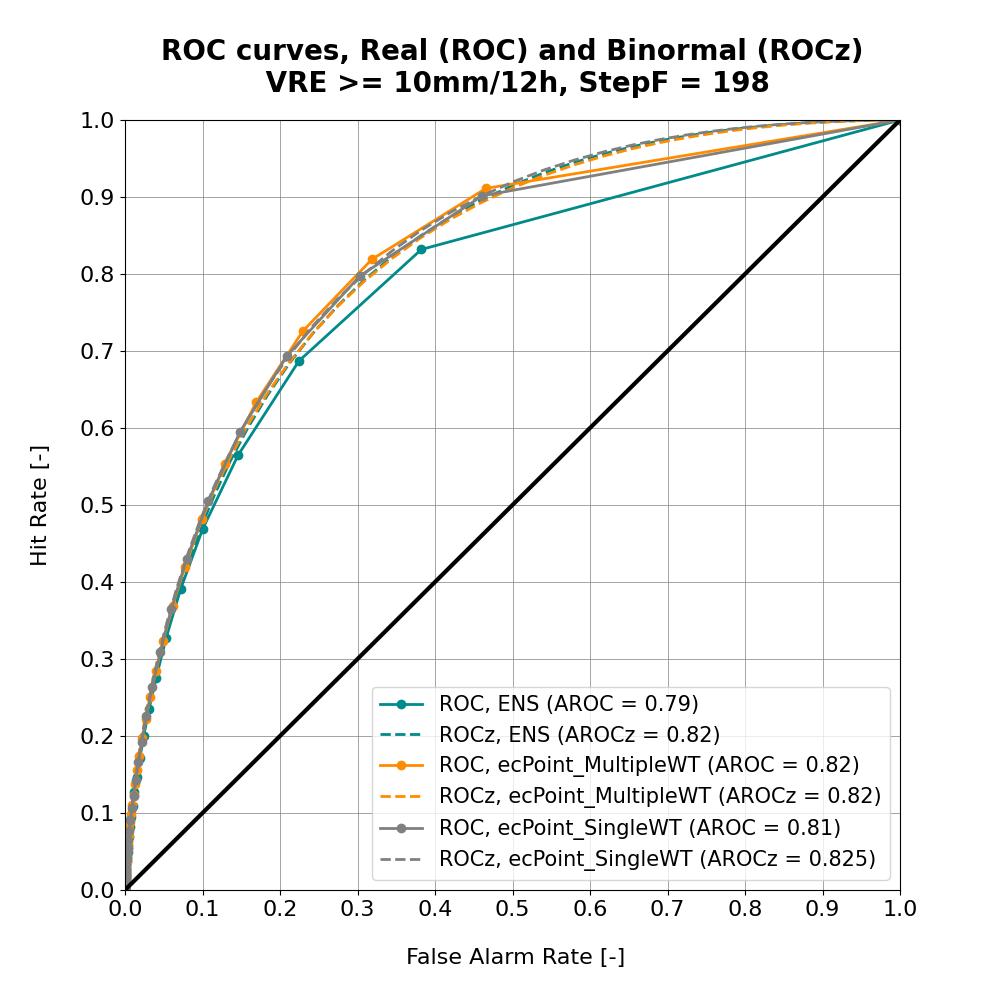 ROC curves, Real (ROC) and Binormal (ROCz)
VRE >= 10mm/12h, StepF = 198
1.0
0.9
0.8
0.7
0.6
0.5
0.4
0.3
0.2
0.1
0.0
Hit Rate [-]
ROC, ENS (AROC = 0.79)
ROCz, ENS (AROCz = 0.82)
ROC, ecPoint_MultipleWT (AROC = 0.82)
ROCz, ecPoint_MultipleWT (AROCz = 0.82)
ROC, ecPoint_SingleWT (AROC = 0.81)
ROCz, ecPoint_SingleWT (AROCz = 0.825)
0.0 0.1 0.2 0.3 0.4 0.5 0.6 0.7 0.8 0.9 1.0
False Alarm Rate [-]